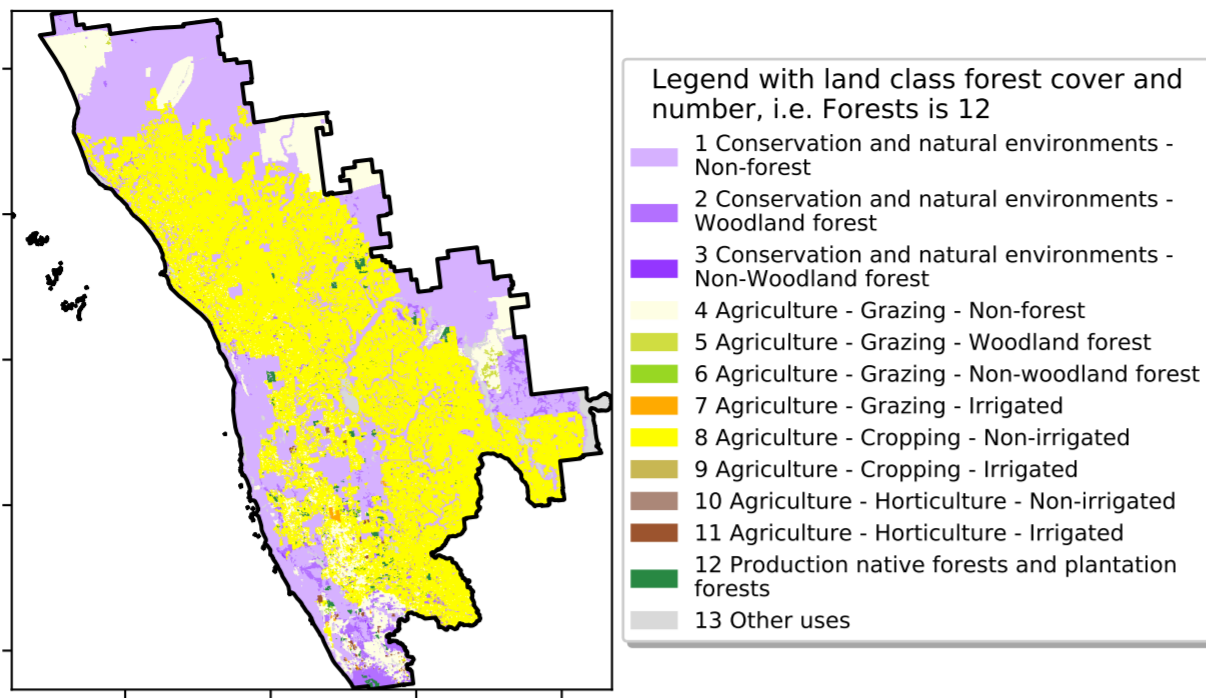 Legend with land class forest cover and
number, i.e. Forests is 12
1 Conservation and natural environments -
Non-forest
2 Conservation and natural environments -
Woodland forest
3 Conservation and natural environments -
Non-Woodland forest
4 Agriculture - Grazing - Non-forest
5 Agriculture - Grazing - Woodland forest
6 Agriculture - Grazing - Non-woodland forest
7 Agriculture - Grazing - Irrigated
8 Agriculture - Cropping - Non-irrigated
9 Agriculture - Cropping - Irrigated
10 Agriculture - Horticulture - Non-irrigated
11 Agriculture - Horticulture - Irrigated
12 Production native forests and plantation
forests
13 Other uses